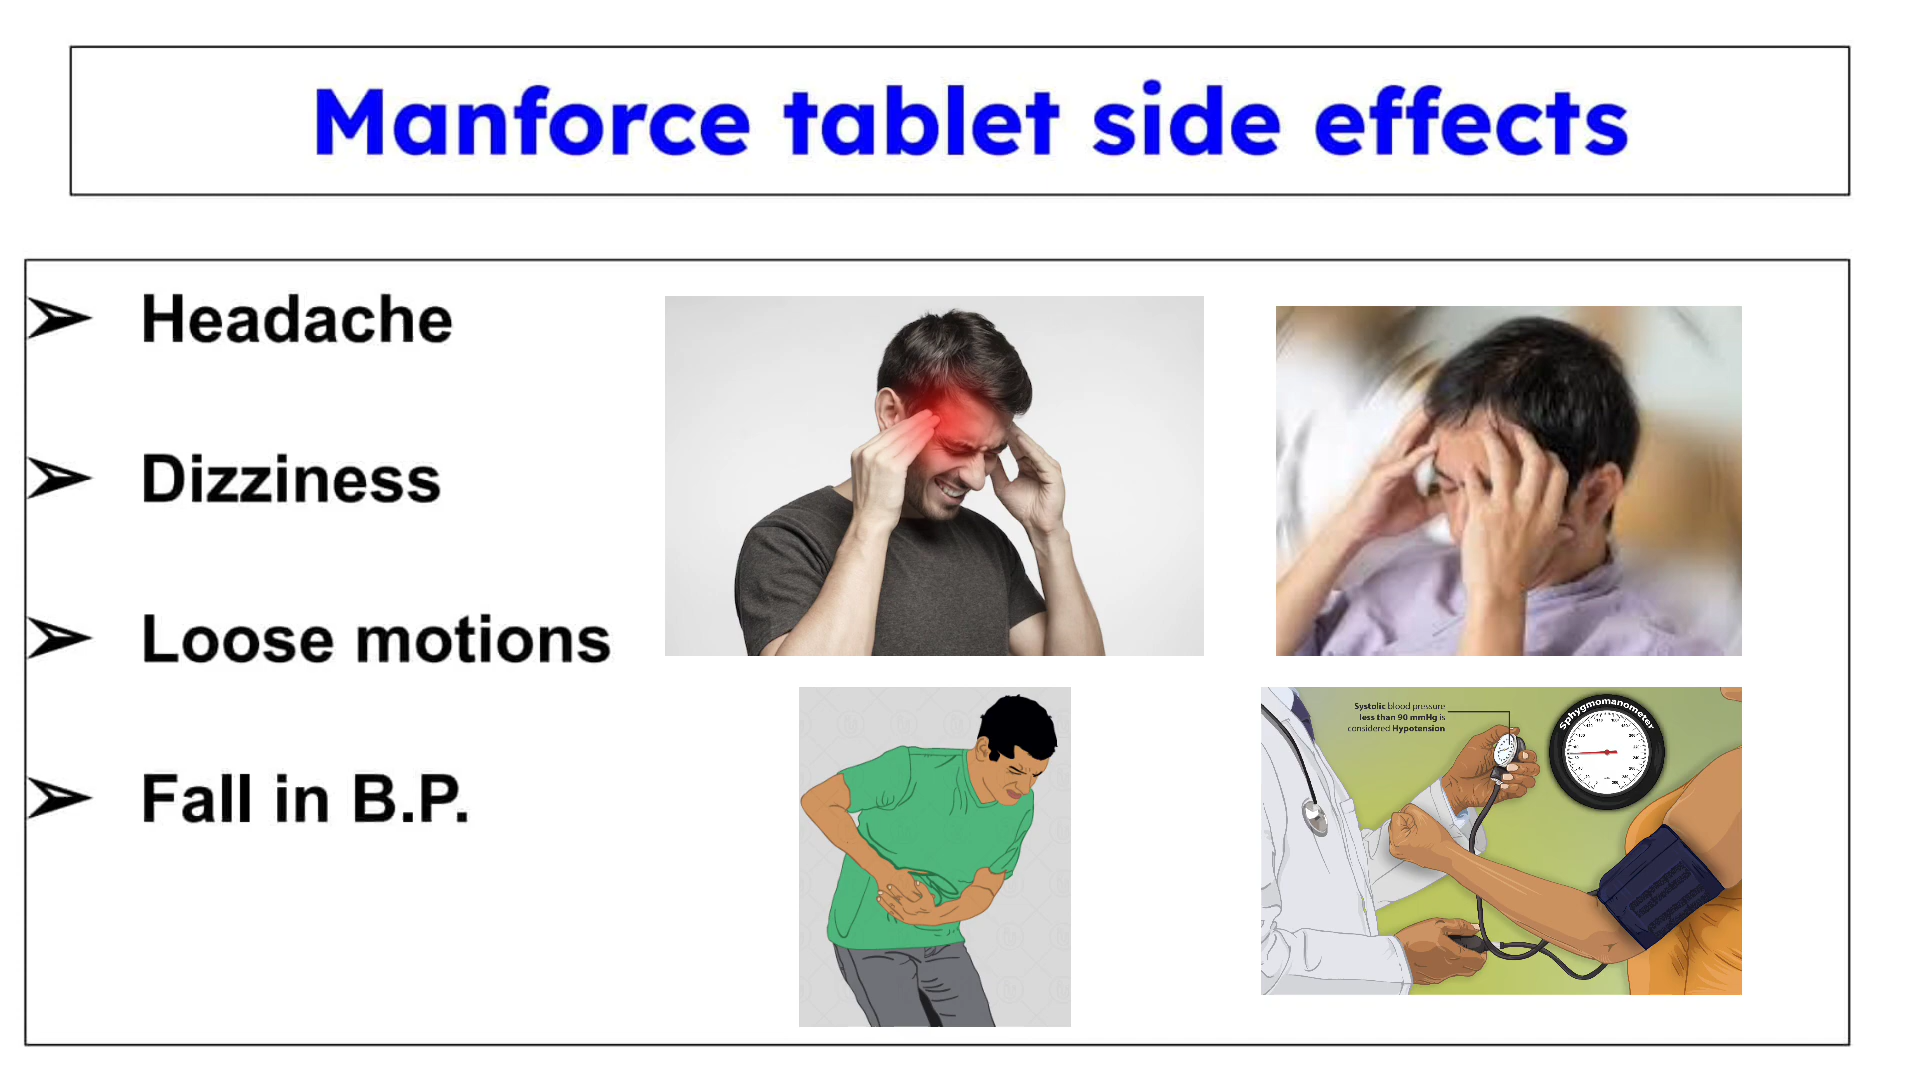 Manforce tablet side effects
➢ Headache
➢ Dizziness
➢ Loose motions
➢ Fall in B.P.
Systolic blood pressure
less than 90 mmHg is
considered Hypotension
Sphygmomanometer